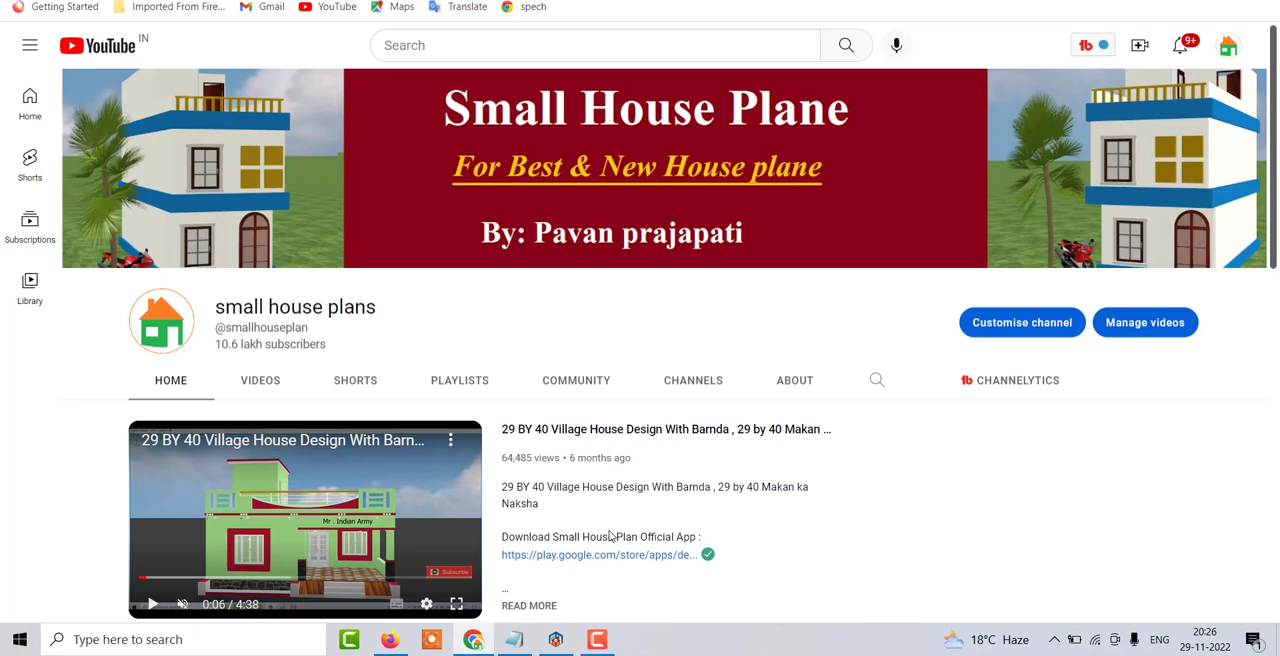 Getting Started
Imported From Fire...
Gmail
YouTube
Maps
Translate
spech
YouTube IN
Search
tb
9+
Home
Shorts
Subscriptions
Library
Small House Plane
For Best & New House plane
By: Pavan prajapati
small house plans
@smallhouseplan
10.6 lakh subscribers
Customise channel
Manage videos
HOME
VIDEOS
SHORTS
PLAYLISTS
COMMUNITY
CHANNELS
ABOUT
tb CHANNELYTICS
29 BY 40 Village House Design With Barn...
Mr . Indian Army
Subscribe
0:06 / 4:38
29 BY 40 Village House Design With Barnda , 29 by 40 Makan ...
64,485 views • 6 months ago
29 BY 40 Village House Design With Barnda , 29 by 40 Makan ka
Naksha
Download Small House Plan Official App :
https://play.google.com/store/apps/de...
...
READ MORE
Type here to search
18°C Haze
ENG
20:26
29-11-2022
1